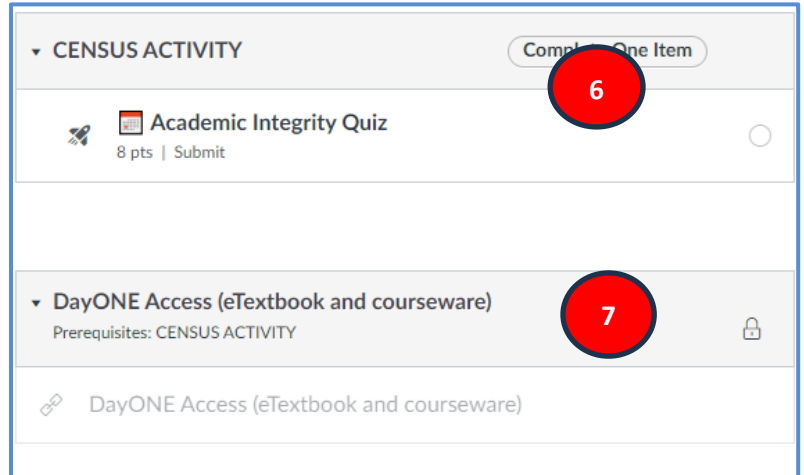 CENSUS ACTIVITY
One Item
6
Academic Integrity Quiz
8 pts | Submit
DayONE Access (eTextbook and courseware)
7
Prerequisites: CENSUS ACTIVITY
DayONE Access (eTextbook and courseware)